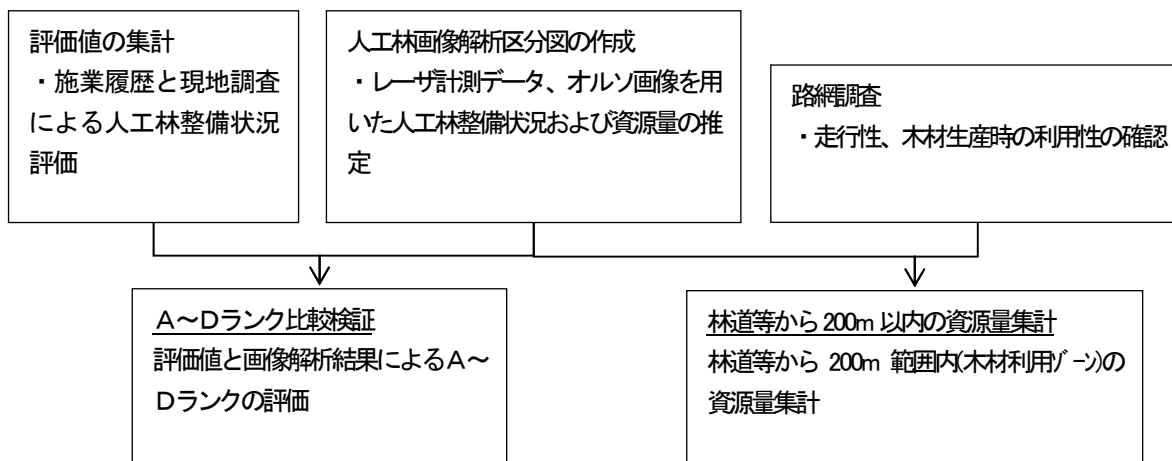 評価値の集計
・施業履歴と現地調査
による人工林整備状況
評価
人工林画像解析区分図の作成
・レーザ計測データ、オルソ画像を用
いた人工林整備状況および資源量の推
定
路網調査
・走行性、木材生産時の利用性の確認
A～Dランク比較検証
評価値と画像解析結果によるA～
Dランクの評価
林道等から200m以内の資源量集計
林道等から 200m 範囲内(木材利用ｿﾞｰﾝ)の
資源量集計